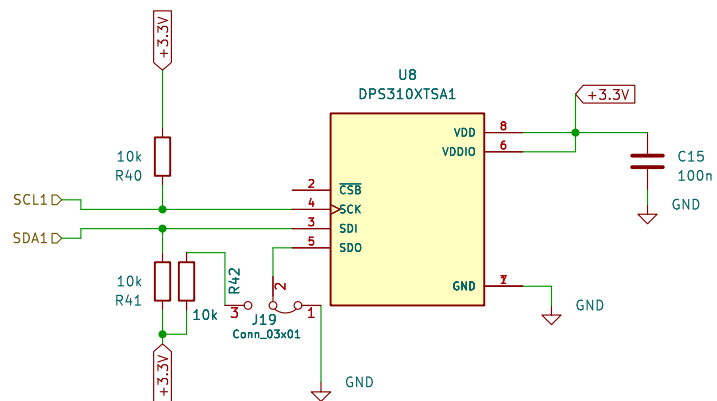 +3.3V
U8
DPS310XTSA1
+3.3V
10k
R40
VDD 8
VDDIO 6
C15
100n
GND
2 CSB
SCL1
4 SCK
SDA1
3 SDI
5 SDO
10k
R41
R42
10k
2
3
1
J19
Conn_03x01
GND
GND
GND
+3.3V